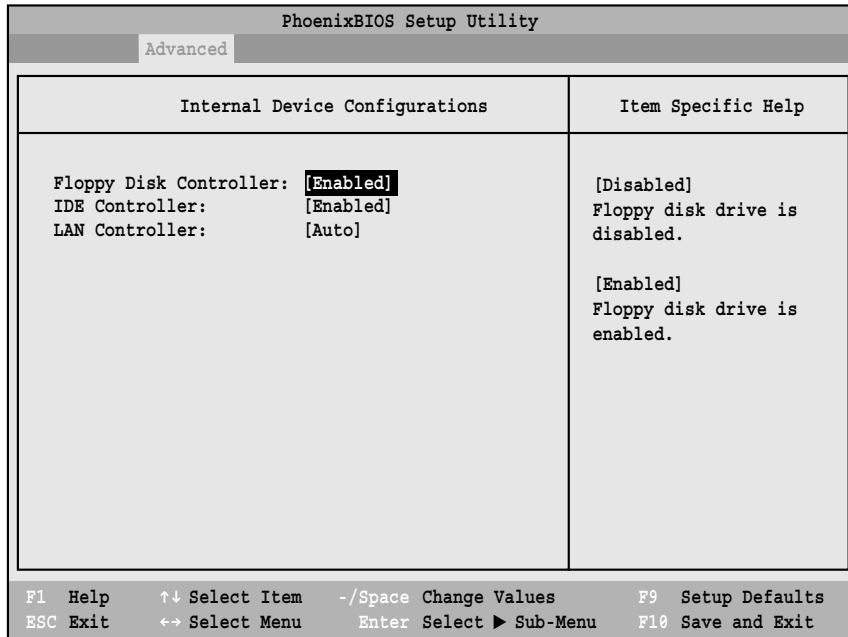 PhoenixBIOS Setup Utility
Advanced
Internal Device Configurations
Item Specific Help
Floppy Disk Controller: [Enabled]
IDE Controller: [Enabled]
LAN Controller: [Auto]
[Disabled]
Floppy disk drive is
disabled.
[Enabled]
Floppy disk drive is
enabled.
F1 Help ↑↓ Select Item -/Space Change Values F9 Setup Defaults
ESC Exit ←→ Select Menu Enter Select ▶ Sub-Menu F10 Save and Exit